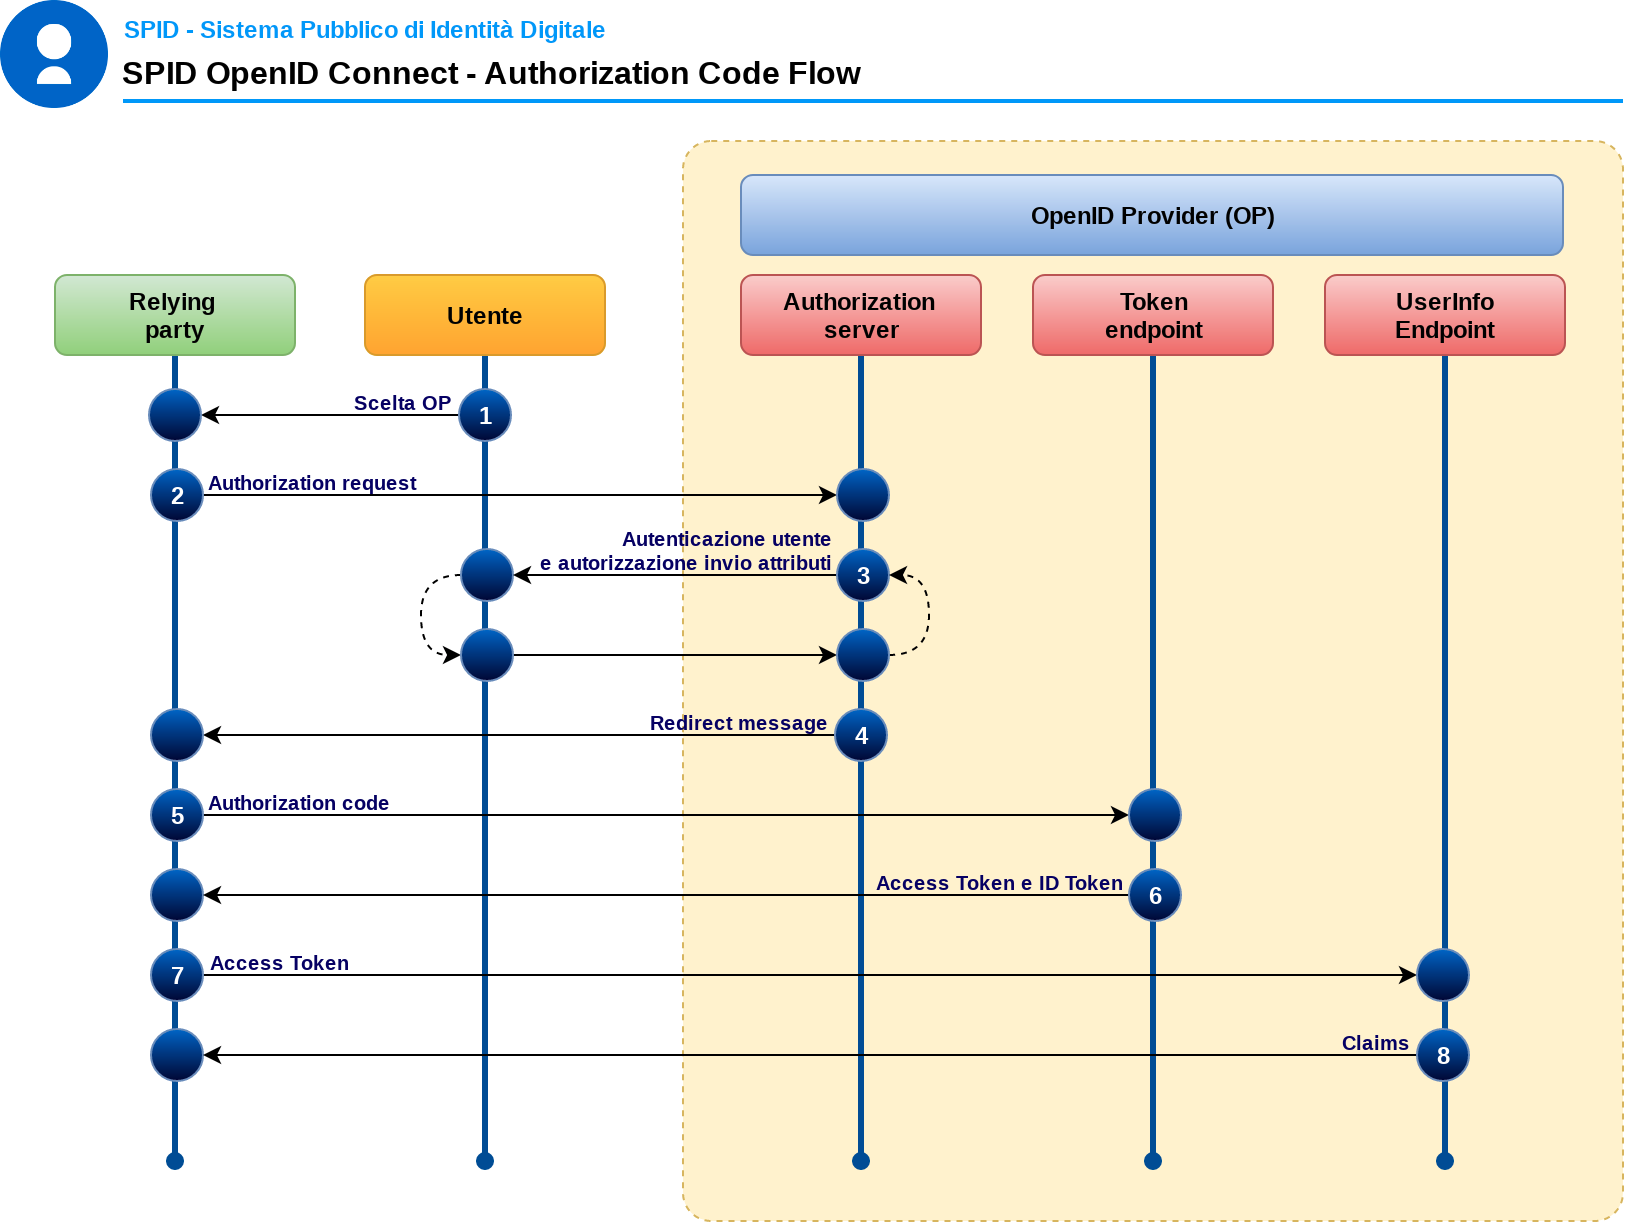 SPID - Sistema Pubblico di Identità Digitale
SPID OpenID Connect - Authorization Code Flow
OpenID Provider (OP)
Relying
party
Utente
Authorization
server
Token
endpoint
UserInfo
Endpoint
Scelta OP
1
2
Authorization request
Autenticazione utente
e autorizzazione invio attributi
3
Redirect message
4
5
Authorization code
Access Token e ID Token
6
7
Access Token
Claims
8